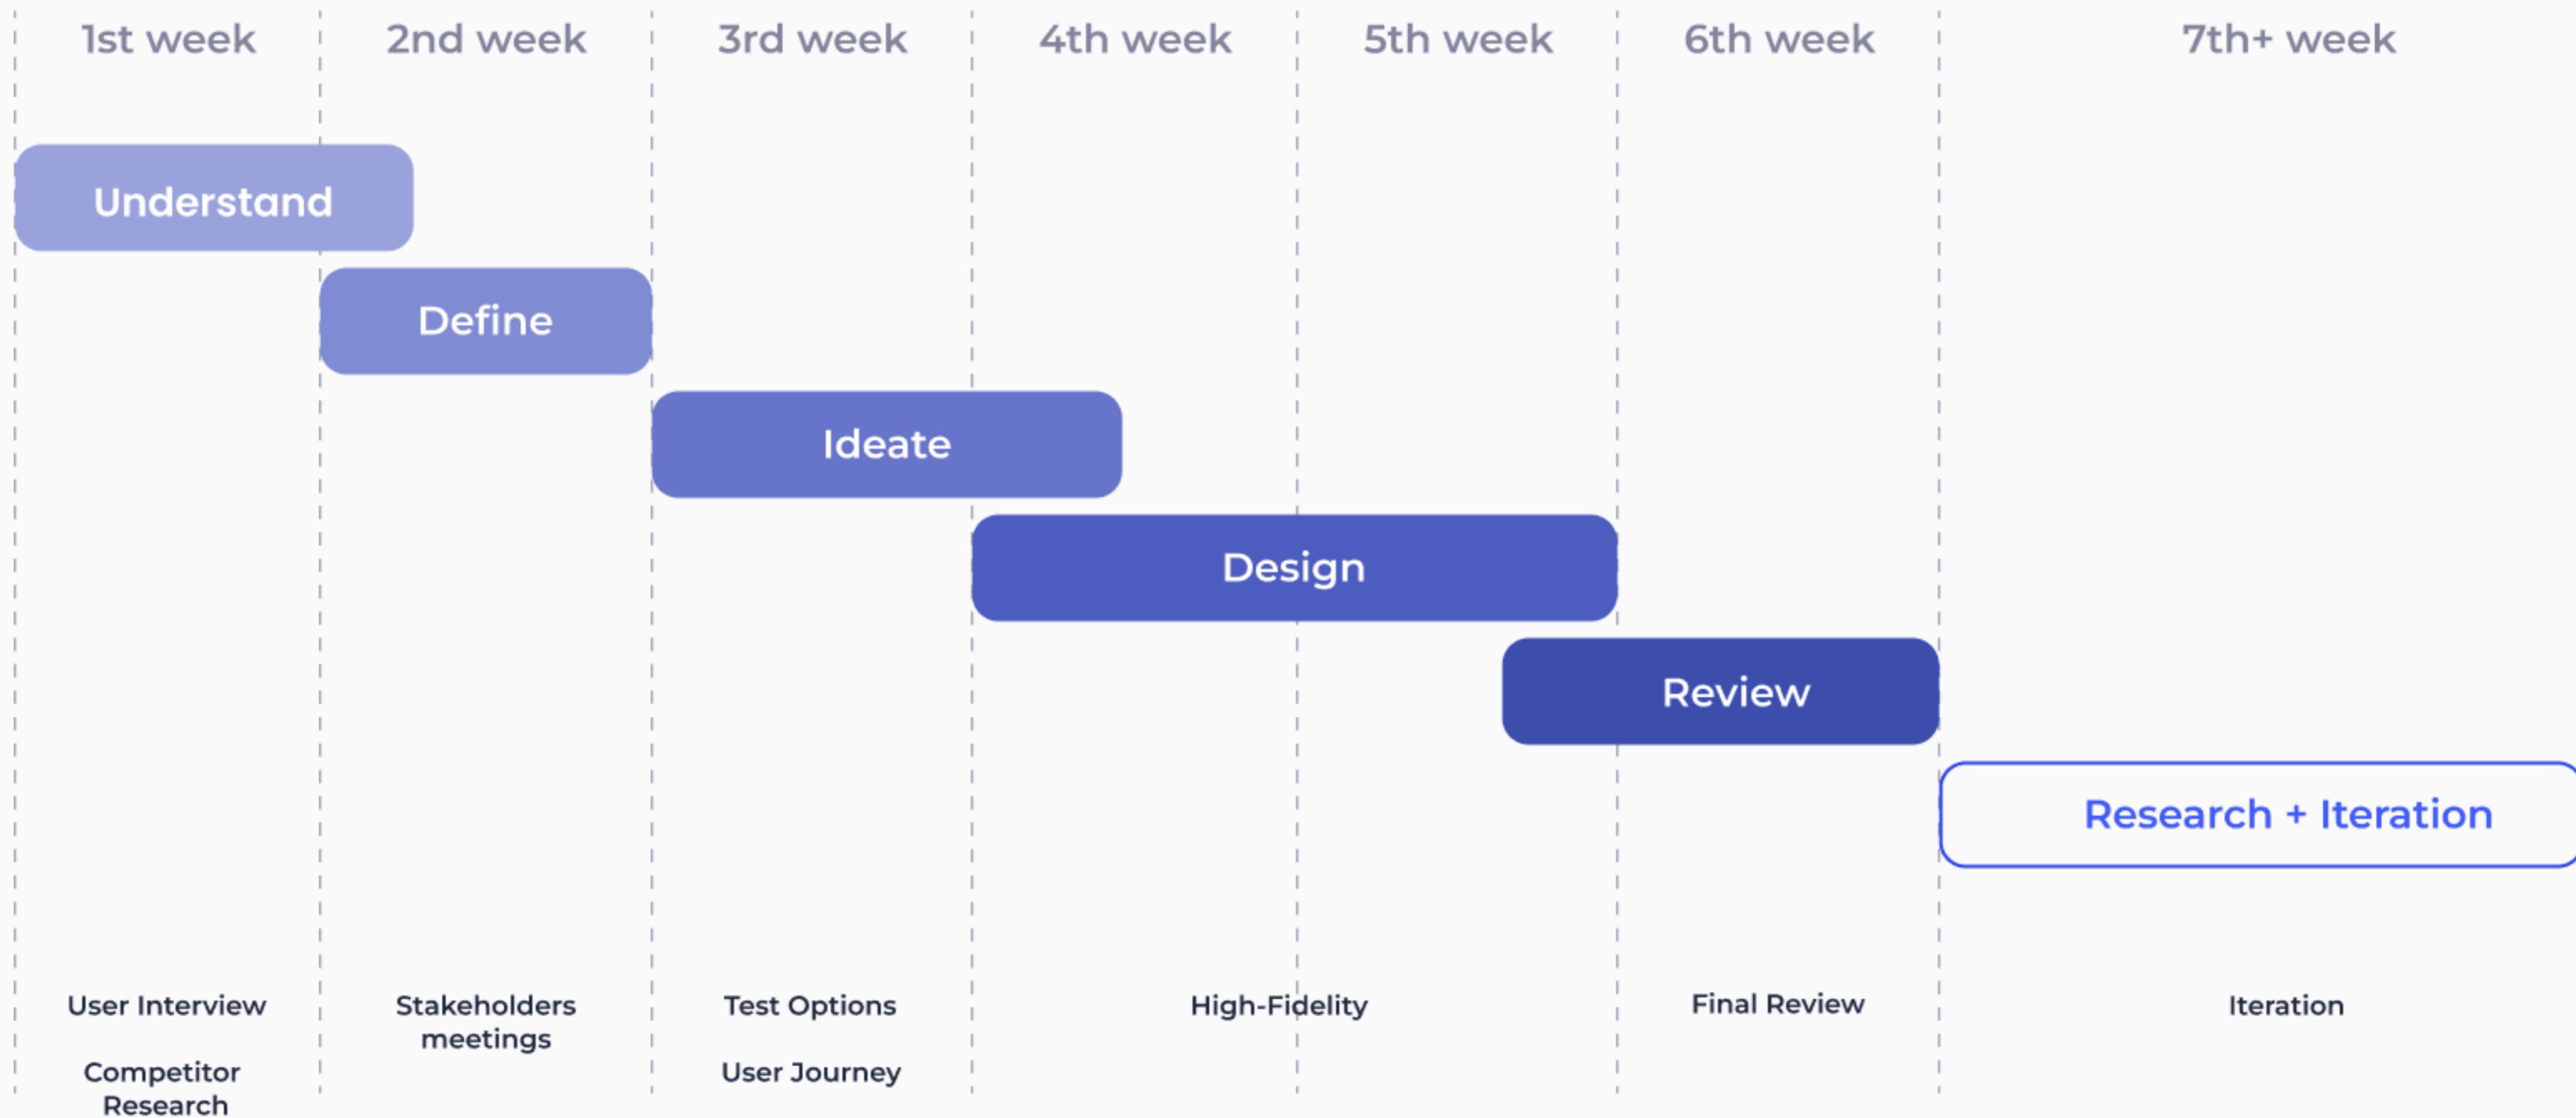 1st week
2nd week
3rd week
4th week
5th week
6th week
7th+ week
Understand
Define
Ideate
Design
Review
Research + Iteration
User Interview
Competitor
Research
Stakeholders
meetings
Test Options
User Journey
High-Fidelity
Final Review
Iteration